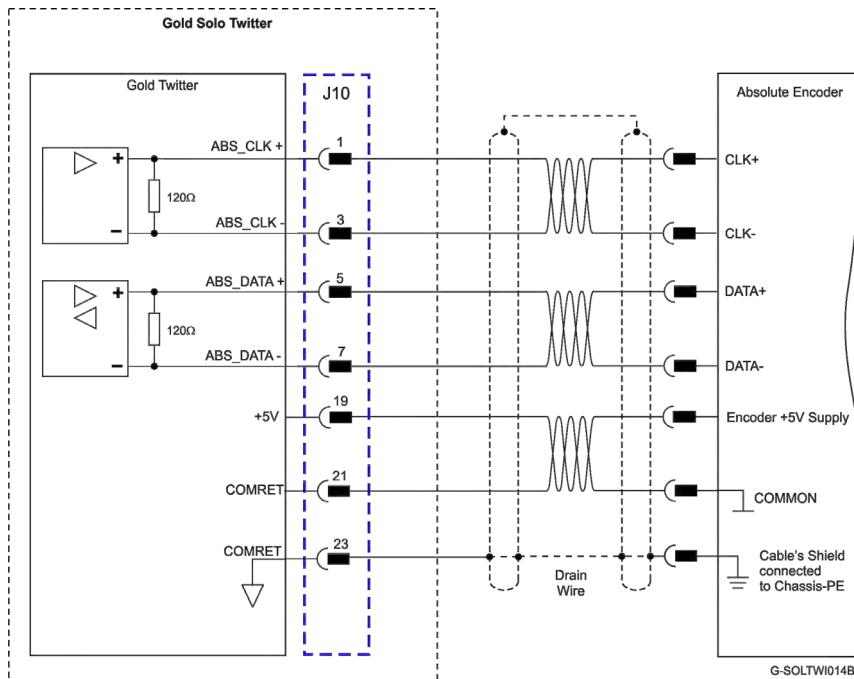 Gold Solo Twitter
Gold Twitter
J10
Absolute Encoder
ABS_CLK +
1
CLK+
+
120Ω
-
ABS_CLK -
3
CLK-
ABS_DATA +
5
DATA+
+
120Ω
-
ABS_DATA -
7
DATA-
+5V
19
Encoder +5V Supply
COMRET
21
COMMON
COMRET
23
Drain
Wire
Cable's Shield
connected
to Chassis-PE
G-SOLTWI014B